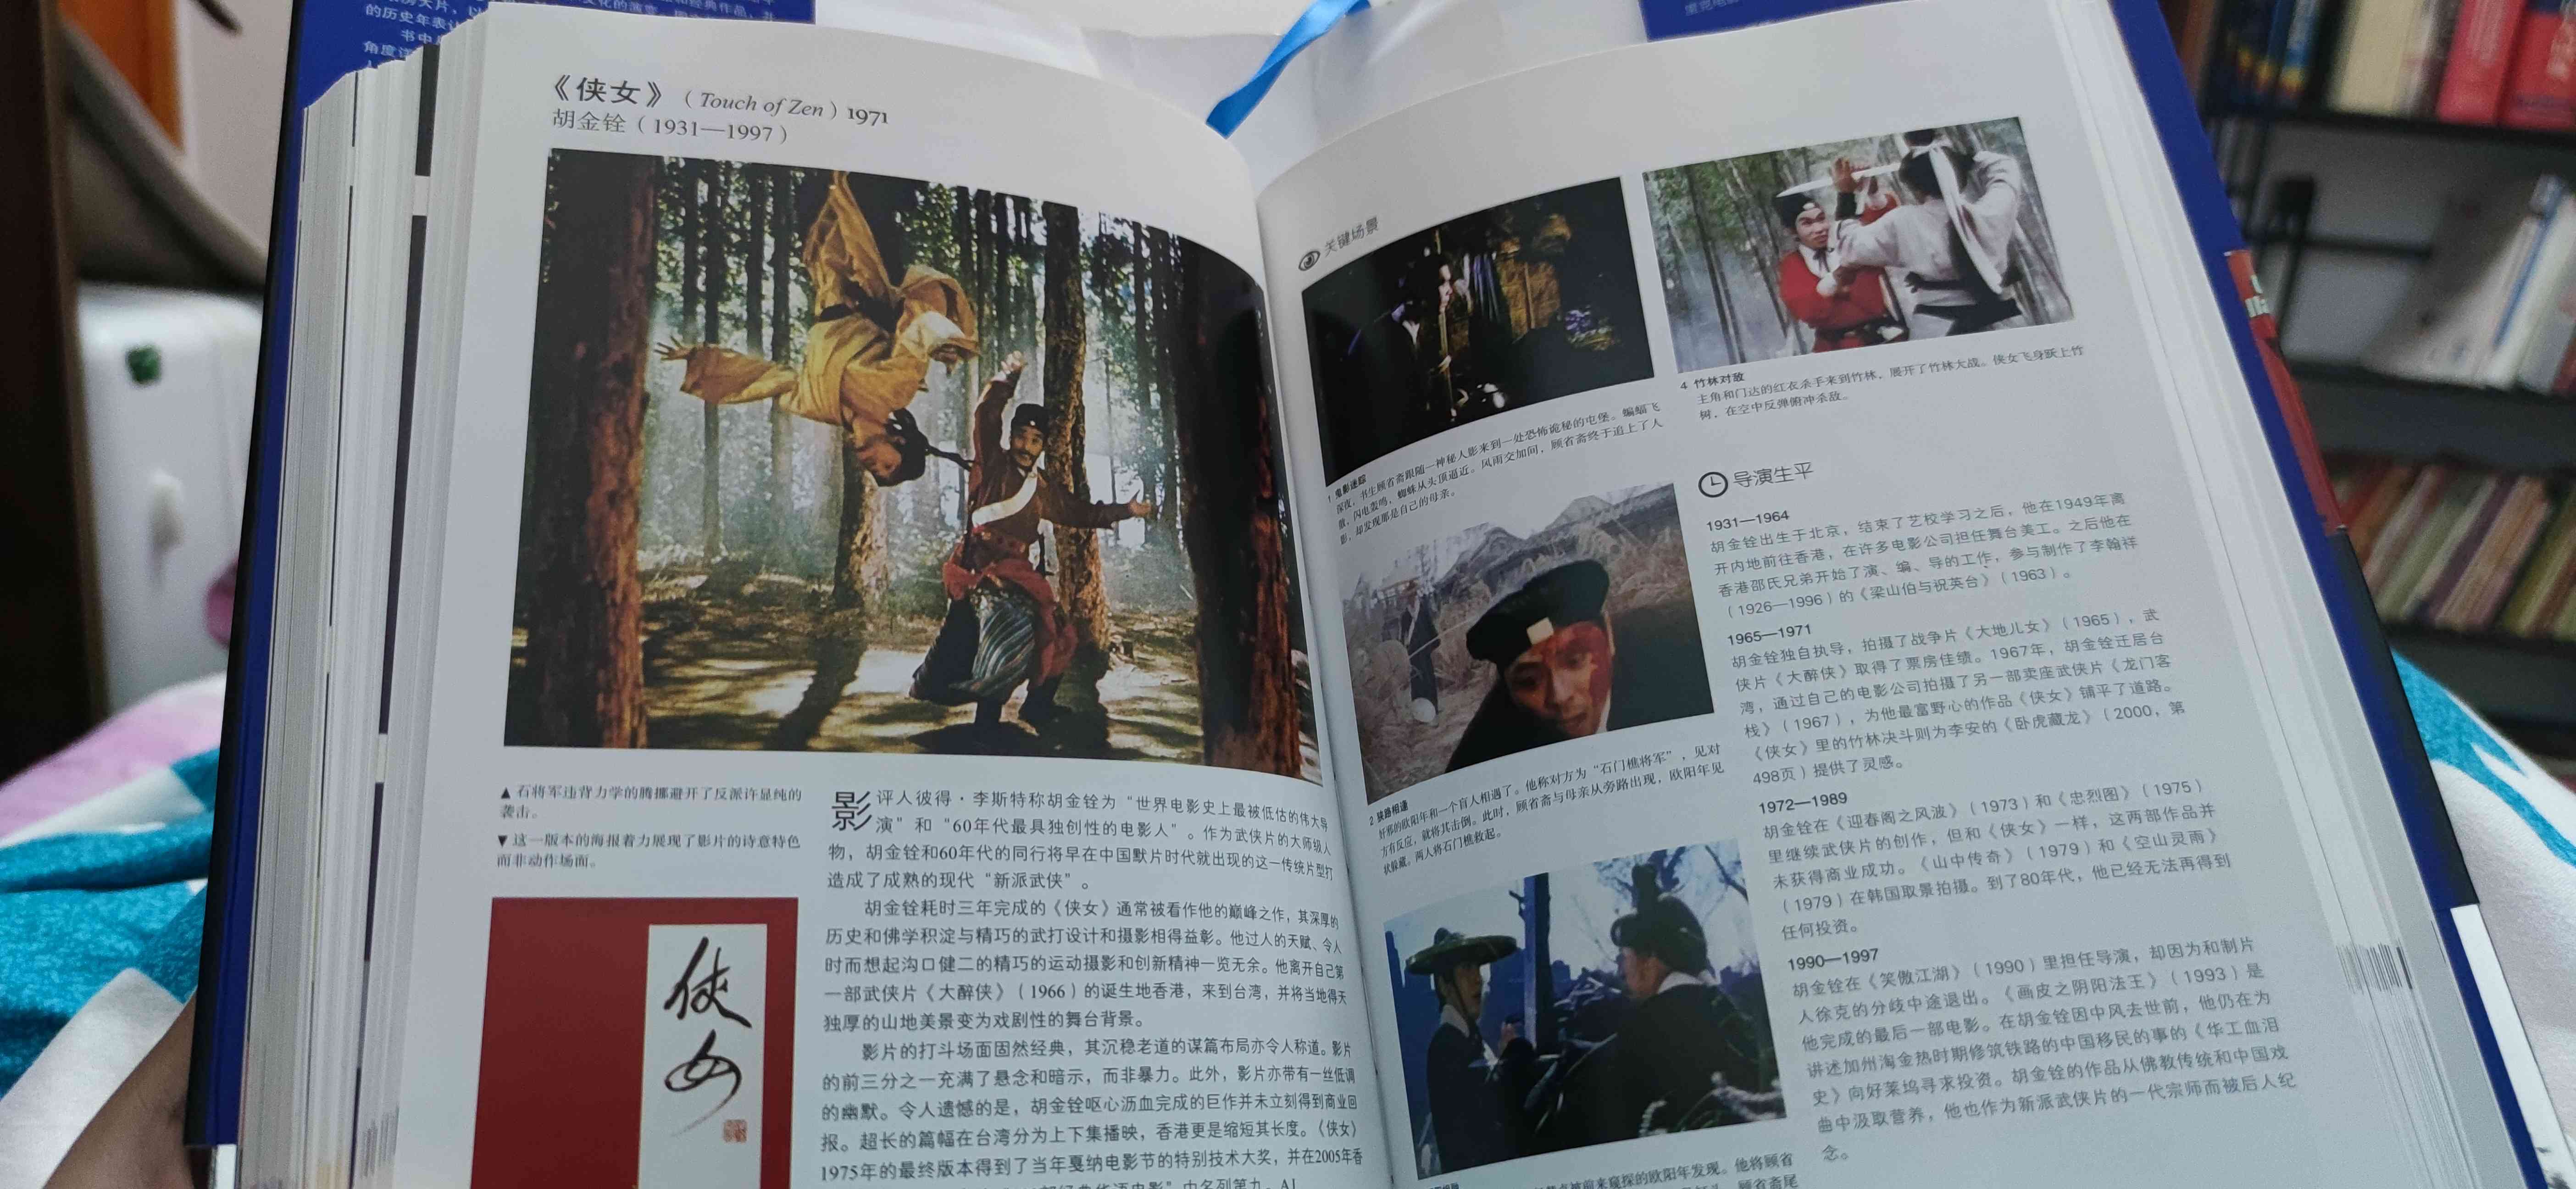 《侠女》（Touch of Zen）1971
胡金铨（1931—1997）
▲ 石将军违背力学的腾挪避开了反派许显纯的
袭击。
▼ 这一版本的海报着力展现了影片的诗意特色
而非动作场面。
侠女
影评人彼得·李斯特称胡金铨为“世界电影史上最被低估的伟大导
演”和“60年代最具独创性的电影人”。作为武侠片的大师级人
物，胡金铨和60年代的同行将早在中国默片时代就出现的这一传统片型打
造成了成熟的现代“新派武侠”。
胡金铨耗时三年完成的《侠女》通常被看作他的巅峰之作，其深厚的
历史和佛学积淀与精巧的武打设计和摄影相得益彰。他过人的天赋、令人
时而想起沟口健二的精巧的运动摄影和创新精神一览无余。他离开自己第
一部武侠片《大醉侠》（1966）的诞生地香港，来到台湾，并将当地得天
独厚的山地美景变为戏剧性的舞台背景。
影片的打斗场面固然经典，其沉稳老道的谋篇布局亦令人称道。影片
的前三分之一充满了悬念和暗示，而非暴力。此外，影片亦带有一丝低调
的幽默。令人遗憾的是，胡金铨呕心沥血完成的巨作并未立刻得到商业回
报。超长的篇幅在台湾分为上下集播映，香港更是缩短其长度。《侠女》
1975年的最终版本得到了当年戛纳电影节的特别技术大奖，并在2005年香
中名列第九。AL
关键场景
1 鬼影迷踪
深夜，书生顾省斋跟随一神秘人影来到一处恐怖诡秘的屯堡。蝙蝠飞
散，闪电轰鸣，蜘蛛从头顶逼近。风雨交加间，顾省斋终于追上了人
影，却发现那是自己的母亲。
2 狭路相逢
奸邪的欧阳年和一个盲人相遇了。他称对方为“石门樵将军”，见对
方有反应，就将其击倒。此时，顾省斋与母亲从旁路出现，欧阳年见
状躲藏。两人将石门樵救起。
被前来窥探的欧阳年发现。他将顾省
顾省斋尾
4 竹林对敌
主角和门达的红衣杀手来到竹林，展开了竹林大战。侠女飞身跃上竹
树，在空中反弹俯冲杀敌。
导演生平
1931—1964
胡金铨出生于北京，结束了艺校学习之后，他在1949年离
开内地前往香港，在许多电影公司担任舞台美工。之后他在
香港邵氏兄弟开始了演、编、导的工作，参与制作了李翰祥
（1926—1996）的《梁山伯与祝英台》（1963）。
1965—1971
胡金铨独自执导，拍摄了战争片《大地儿女》（1965），武
侠片《大醉侠》取得了票房佳绩。1967年，胡金铨迁居台
湾，通过自己的电影公司拍摄了另一部卖座武侠片《龙门客
栈》（1967），为他最富野心的作品《侠女》铺平了道路。
《侠女》里的竹林决斗则为李安的《卧虎藏龙》（2000，第
498页）提供了灵感。
1972—1989
胡金铨在《迎春阁之风波》（1973）和《忠烈图》（1975）
里继续武侠片的创作，但和《侠女》一样，这两部作品并
未获得商业成功。《山中传奇》（1979）和《空山灵雨》
（1979）在韩国取景拍摄。到了80年代，他已经无法再得到
任何投资。
1990—1997
胡金铨在《笑傲江湖》（1990）里担任导演，却因为和制片
人徐克的分歧中途退出。《画皮之阴阳法王》（1993）是
他完成的最后一部电影。在胡金铨因中风去世前，他仍在为
讲述加州淘金热时期修筑铁路的中国移民的事的《华工血泪
史》向好莱坞寻求投资。胡金铨的作品从佛教传统和中国戏
曲中汲取营养，他也作为新派武侠片的一代宗师而被后人纪
念。